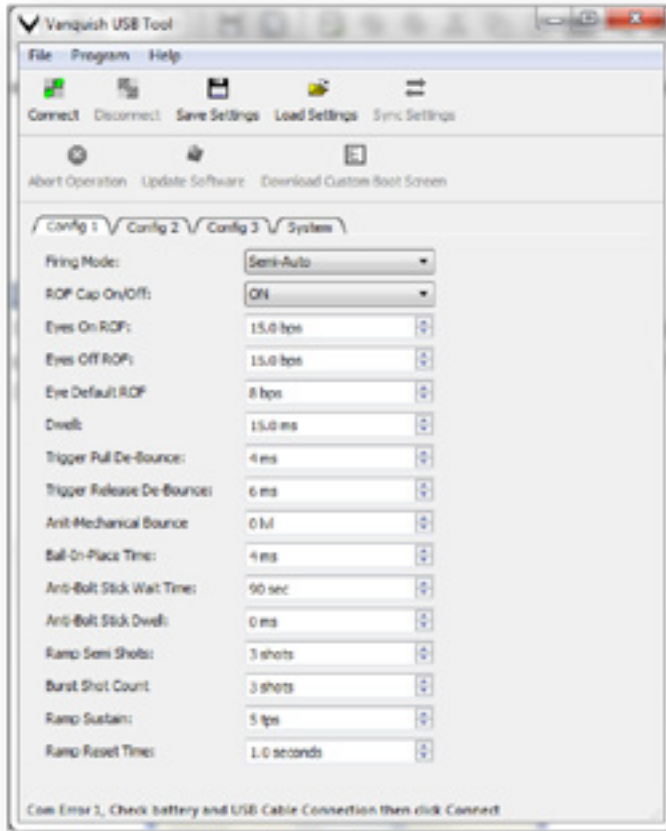 Vanquish USB Tool
File Program Help
Connect Disconnect Save Settings Load Settings Sync Settings
Abort Operation Update Software Download Custom Boot Screen
Config 1 Config 2 Config 3 System
Firing Mode: Semi-Auto
ROF Cap On/Off: ON
Eyes On ROF: 15.0 bps
Eyes Off ROF: 15.0 bps
Eye Default ROF 8 bps
Dwell: 15.0 ms
Trigger Pull De-Bounce: 4 ms
Trigger Release De-Bounce: 6 ms
Anit-Mechanical Bounce 0 lvl
Ball-In-Place Time: 4 ms
Anti-Bolt Stick Wait Time: 90 sec
Anti-Bolt Stick Dwell: 0 ms
Ramp Semi Shots: 3 shots
Burst Shot Count 3 shots
Ramp Sustain: 5 tps
Ramp Reset Time: 1.0 seconds
Com Error 1, Check battery and USB Cable Connection then click Connect